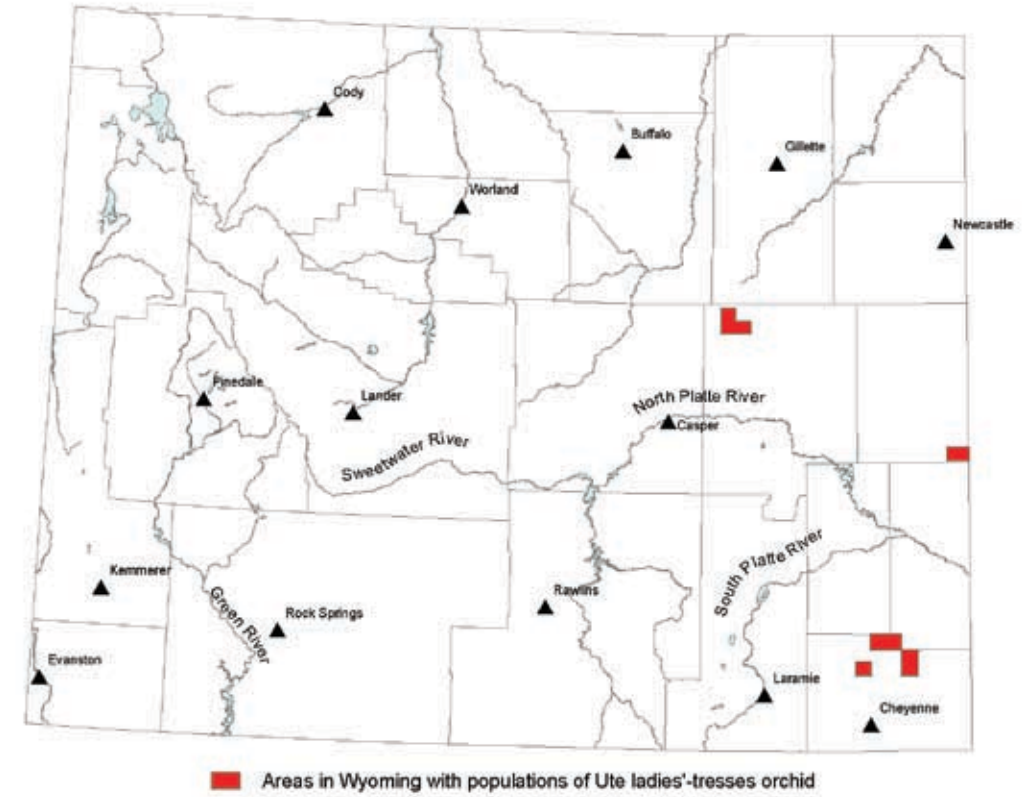 Cody
Buffalo
Gillette
Worland
Newcastle
Pinedale
Lander
North Platte River
Casper
Sweetwater River
South Platte River
Kemmerer
Green River
Rock Springs
Rawlins
Evanston
Laramie
Cheyenne
Areas in Wyoming with populations of Ute ladies'-tresses orchid